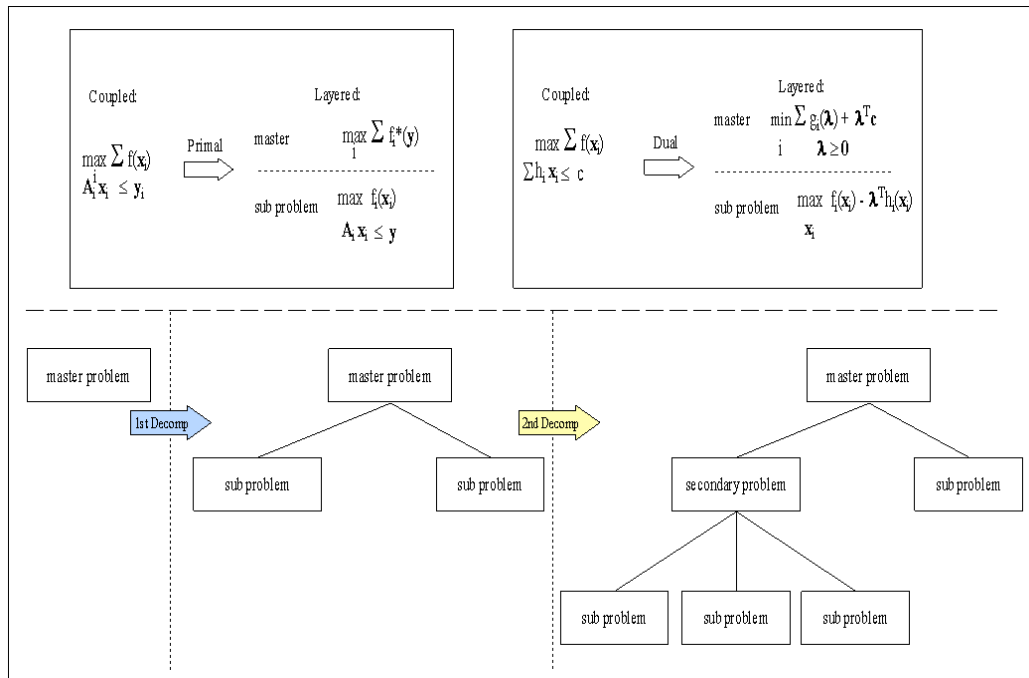 Coupled:
max ∑ f(xᵢ)
i
Aᵢxᵢ ≤ yᵢ
Primal
Layered:
master max ∑ fᵢ*(y)
i
sub problem max fᵢ(xᵢ)
Aᵢxᵢ ≤ y
Coupled:
max ∑ f(xᵢ)
∑hᵢxᵢ ≤ c
Dual
Layered:
master min ∑ gᵢ(λ) + λᵀc
i λ ≥ 0
sub problem max fᵢ(xᵢ) - λᵀhᵢ(xᵢ)
xᵢ
master problem
1st Decomp
master problem
sub problem sub problem
2nd Decomp
master problem
secondary problem sub problem
sub problem sub problem sub problem